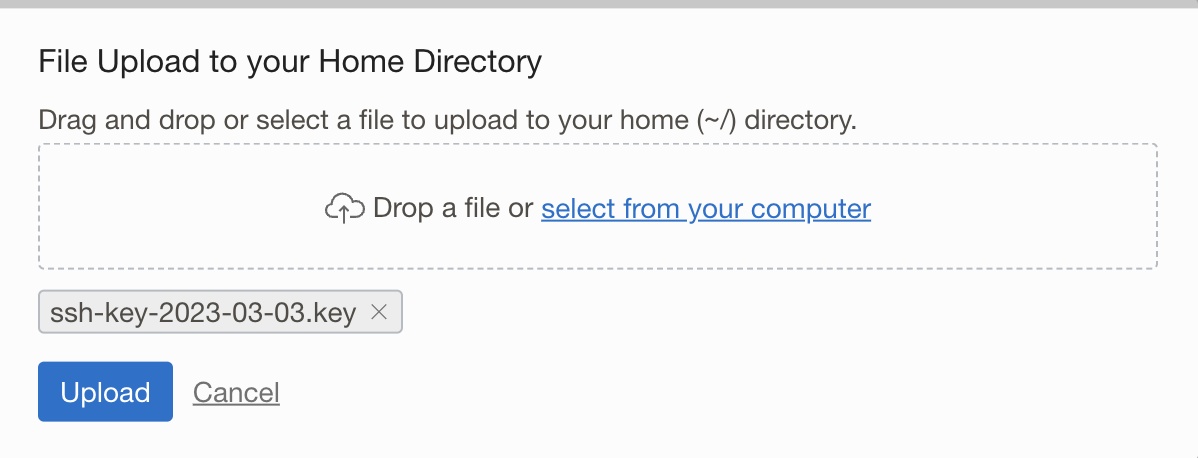 File Upload to your Home Directory
Drag and drop or select a file to upload to your home (~/) directory.
Drop a file or select from your computer
ssh-key-2023-03-03.key
Upload Cancel